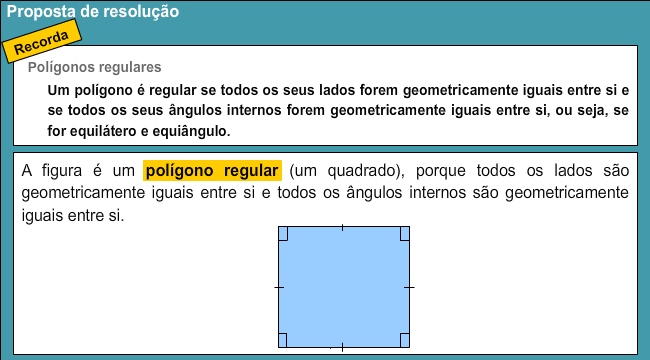 Proposta de resolução
Recorda
Polígonos regulares
Um polígono é regular se todos os seus lados forem geometricamente iguais entre si e
se todos os seus ângulos internos forem geometricamente iguais entre si, ou seja, se
for equilátero e equiângulo.
A figura é um polígono regular (um quadrado), porque todos os lados são
geometricamente iguais entre si e todos os ângulos internos são geometricamente
iguais entre si.